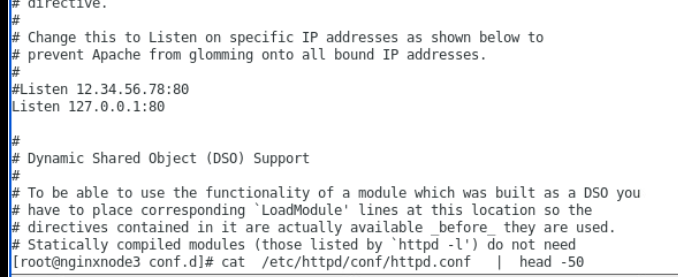 # directive.
#
# Change this to Listen on specific IP addresses as shown below to
# prevent Apache from glomming onto all bound IP addresses.
#
#Listen 12.34.56.78:80
Listen 127.0.0.1:80
#
# Dynamic Shared Object (DSO) Support
#
# To be able to use the functionality of a module which was built as a DSO you
# have to place corresponding `LoadModule' lines at this location so the
# directives contained in it are actually available _before_ they are used.
# Statically compiled modules (those listed by `httpd -l') do not need
[root@nginxnode3 conf.d]# cat  /etc/httpd/conf/httpd.conf   |  head -50